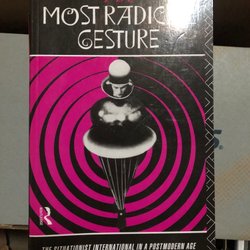 MOST RADIC
GESTURE
R
THE SITUATIONIST INTERNATIONAL IN A POSTMODERN AGE